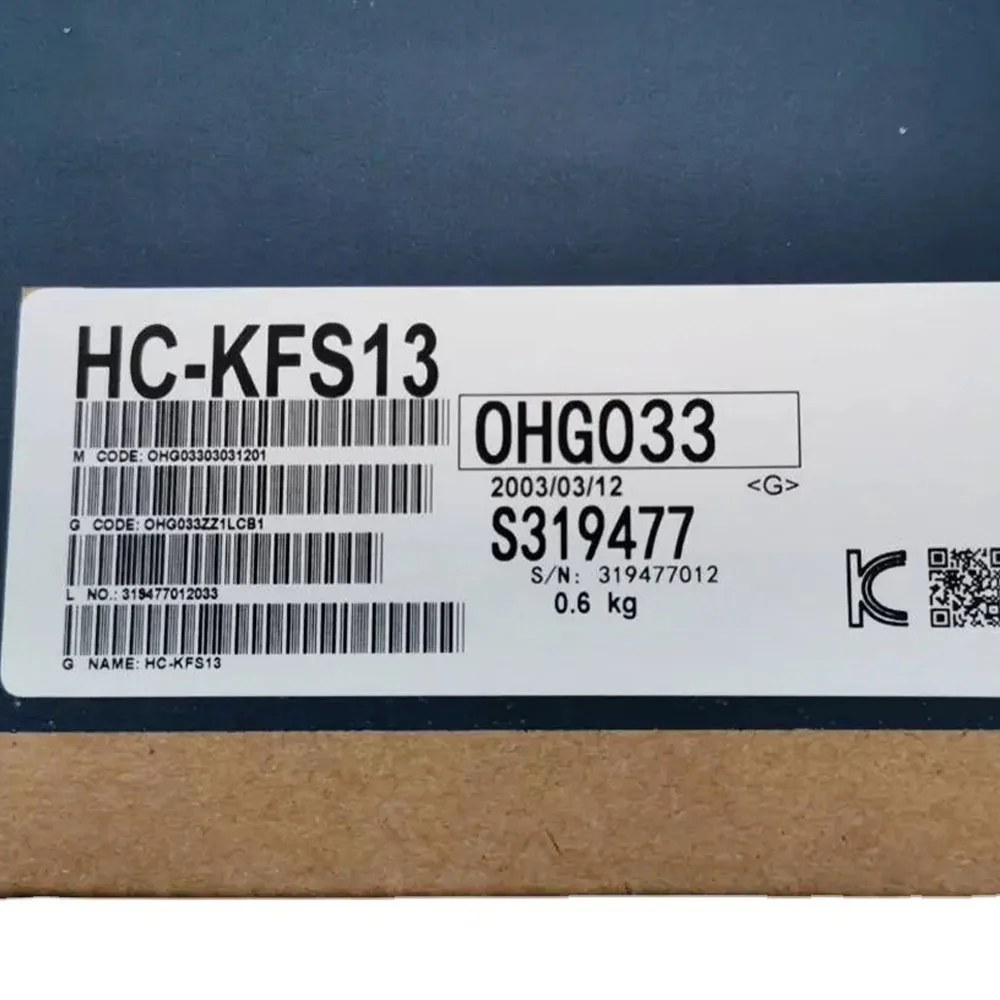 HC-KFS13
M CODE: OHG03303031201
G CODE: OHG033ZZ1LCB1
L NO.: 319477012033
G NAME: HC-KFS13
OHG033
2003/03/12 <G>
S319477
S/N: 319477012
0.6 kg